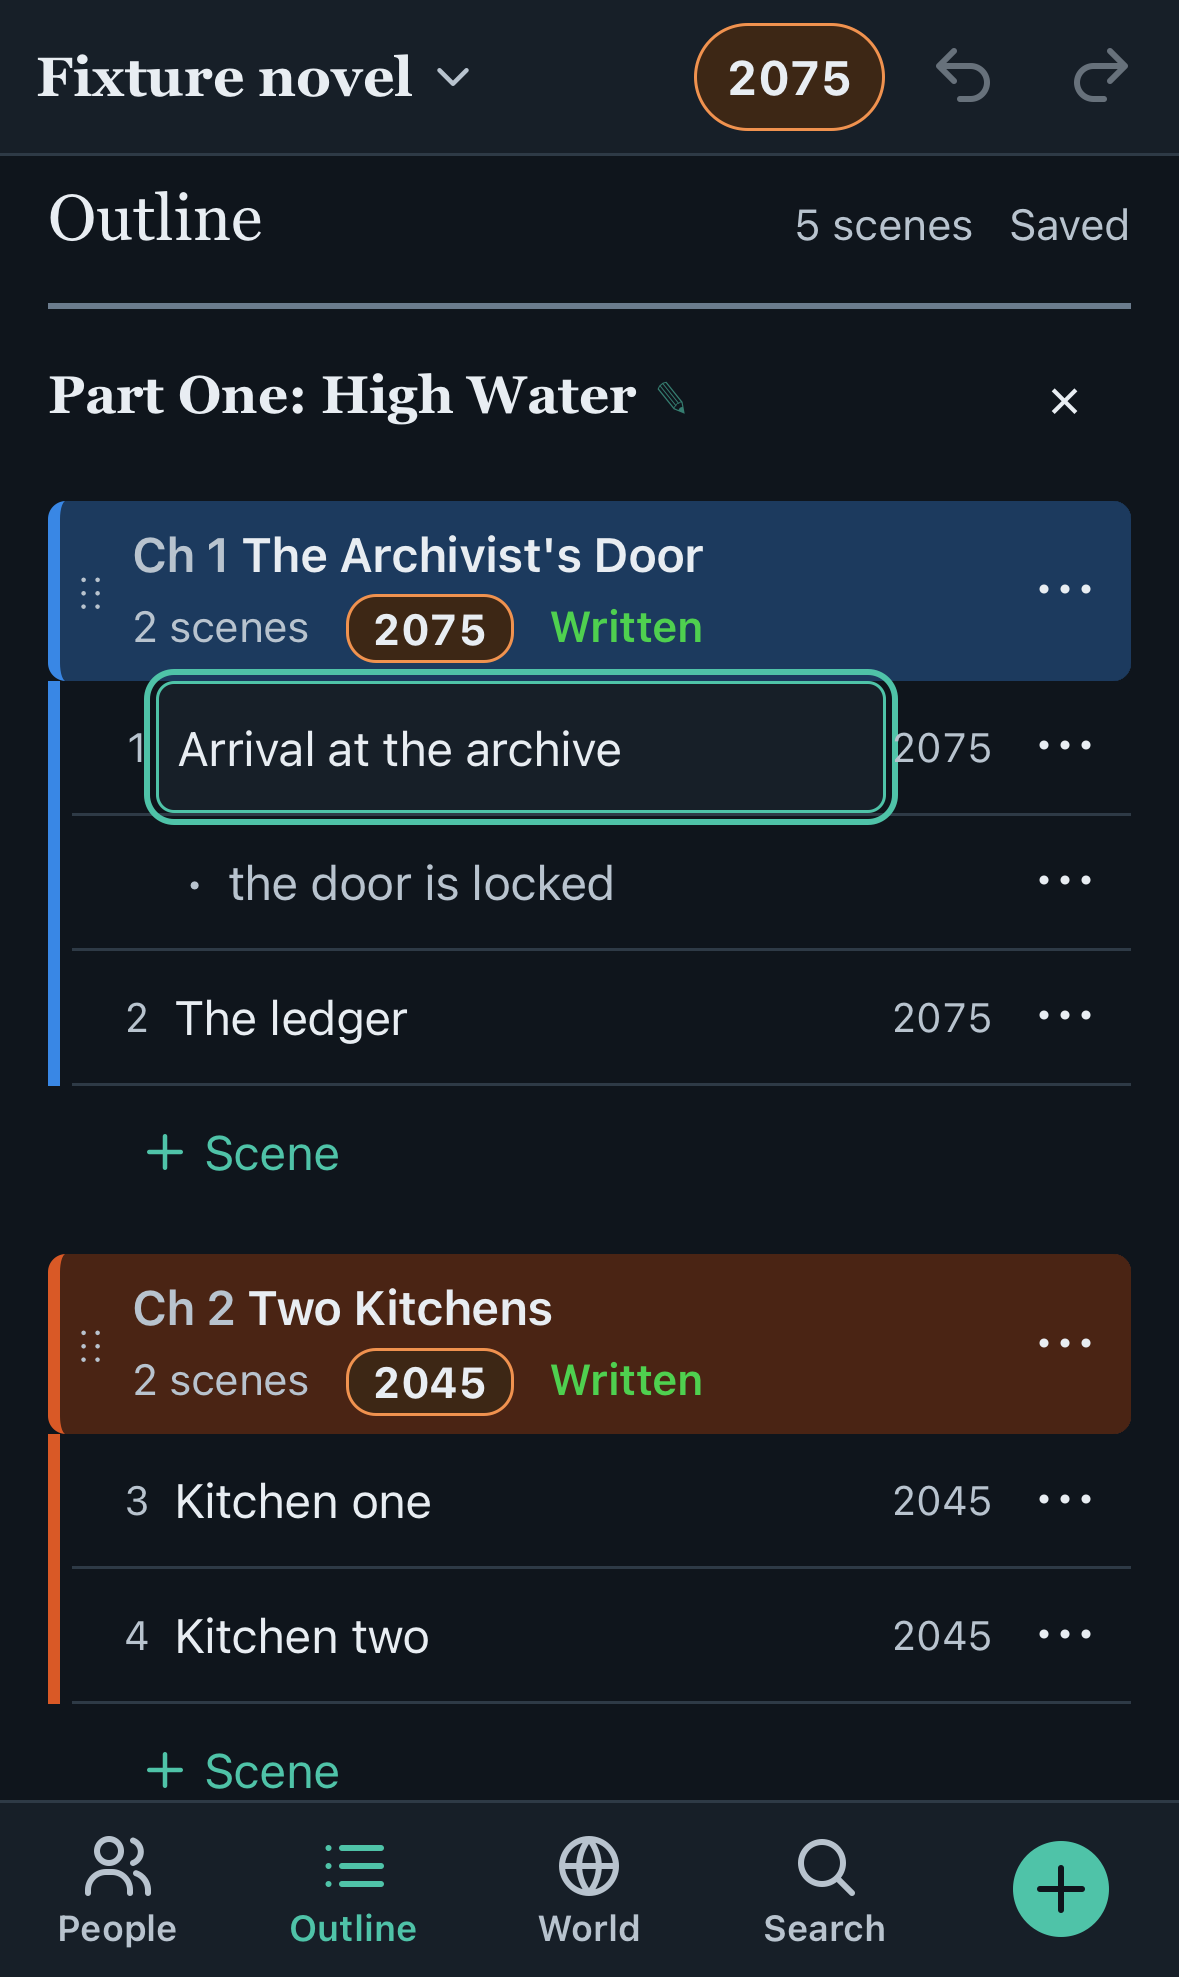 Fixture novel 2075
Outline 5 scenes Saved
Part One: High Water
Ch 1 The Archivist's Door
2 scenes 2075 Written
1 Arrival at the archive 2075
• the door is locked
2 The ledger 2075
+ Scene
Ch 2 Two Kitchens
2 scenes 2045 Written
3 Kitchen one 2045
4 Kitchen two 2045
+ Scene
People Outline World Search